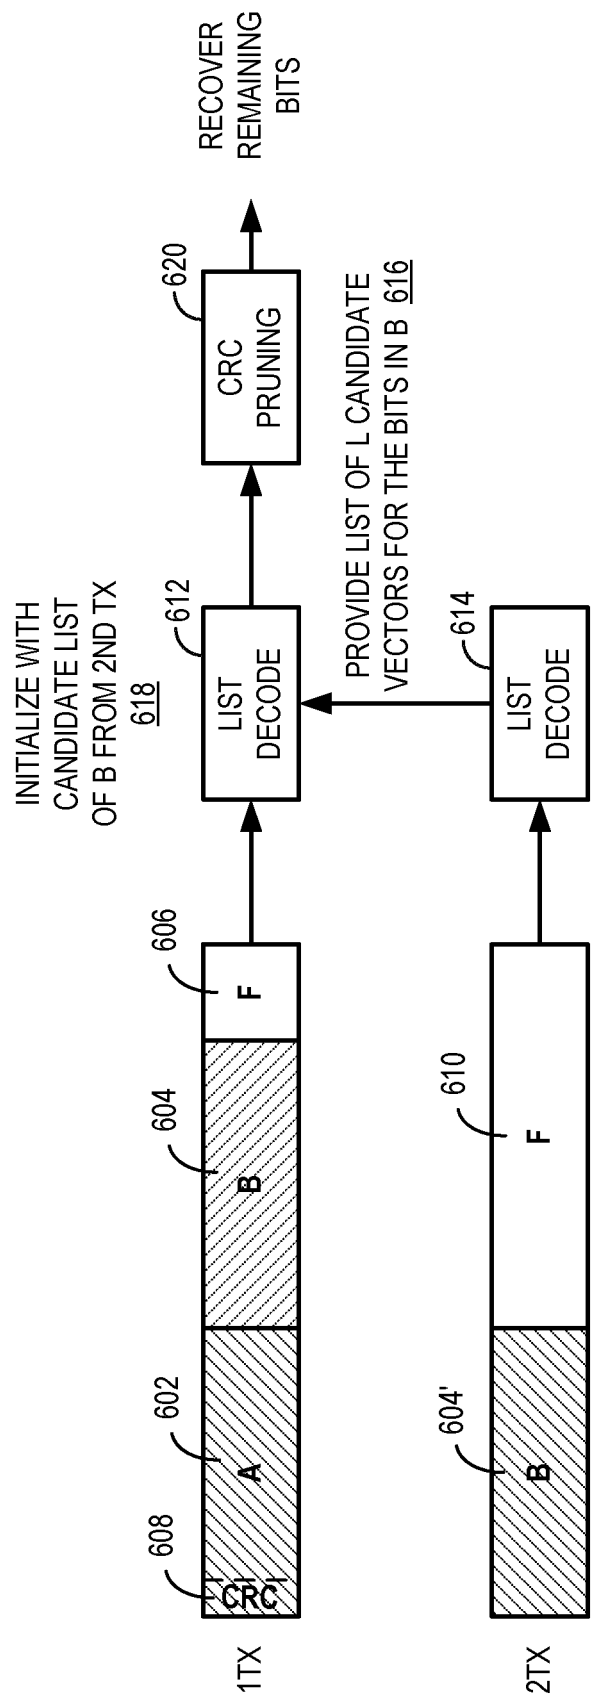 INITIALIZE WITH
CANDIDATE LIST
OF B FROM 2ND TX
618
608
602
604
606
612
620
1TX
CRC
A
B
F
LIST
DECODE
CRC
PRUNING
RECOVER
REMAINING
BITS
PROVIDE LIST OF L CANDIDATE
VECTORS FOR THE BITS IN B 616
604'
610
614
2TX
B
F
LIST
DECODE